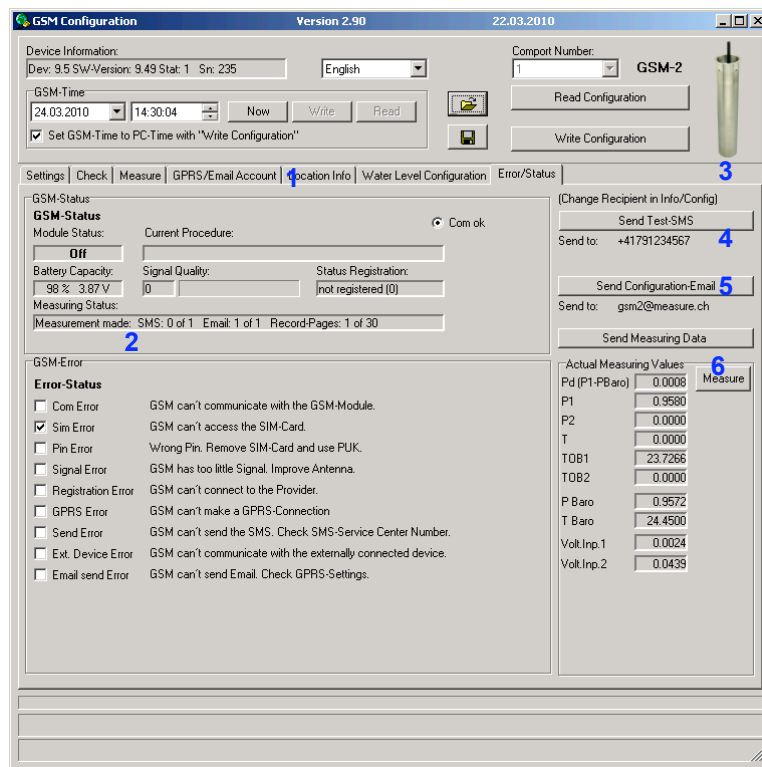 GSM Configuration Version 2.90 22.03.2010
Device Information:
Dev: 9.5 SW-Version: 9.49 Stat: 1 Sn: 235
English
Comport Number:
1
GSM-2
GSM-Time
24.03.2010
14:30:04
Now
Write
Read
Set GSM-Time to PC-Time with "Write Configuration"
Read Configuration
Write Configuration
3
Settings Check Measure GPRS/Email Account Location Info Water Level Configuration Error/Status
1
GSM-Status
GSM-Status
Com ok
Module Status: Current Procedure:
Off
Battery Capacity: Signal Quality: Status Registration:
98 % 3.87 V 0 not registered (0)
Measuring Status:
Measurement made: SMS: 0 of 1 Email: 1 of 1 Record-Pages: 1 of 30
2
(Change Recipient in Info/Config)
Send Test-SMS
Send to: +41791234567
4
Send Configuration-Email
5
Send to: gsm2@measure.ch
Send Measuring Data
GSM-Error
Error-Status
Com Error GSM can´t communicate with the GSM-Module.
Sim Error GSM can´t access the SIM-Card.
Pin Error Wrong Pin. Remove SIM-Card and use PUK.
Signal Error GSM has too little Signal. Improve Antenna.
Registration Error GSM can´t connect to the Provider.
GPRS Error GSM can´t make a GPRS-Connection
Send Error GSM can´t send the SMS. Check SMS-Service Center Number.
Ext. Device Error GSM can´t communicate with the externally connected device.
Email send Error GSM can´t send Email. Check GPRS-Settings.
Actual Measuring Values
6
Measure
Pd (P1-PBaro) 0.0008
P1 0.9580
P2 0.0000
T 0.0000
TOB1 23.7266
TOB2 0.0000
P Baro 0.9572
T Baro 24.4500
Volt.Inp.1 0.0024
Volt.Inp.2 0.0439